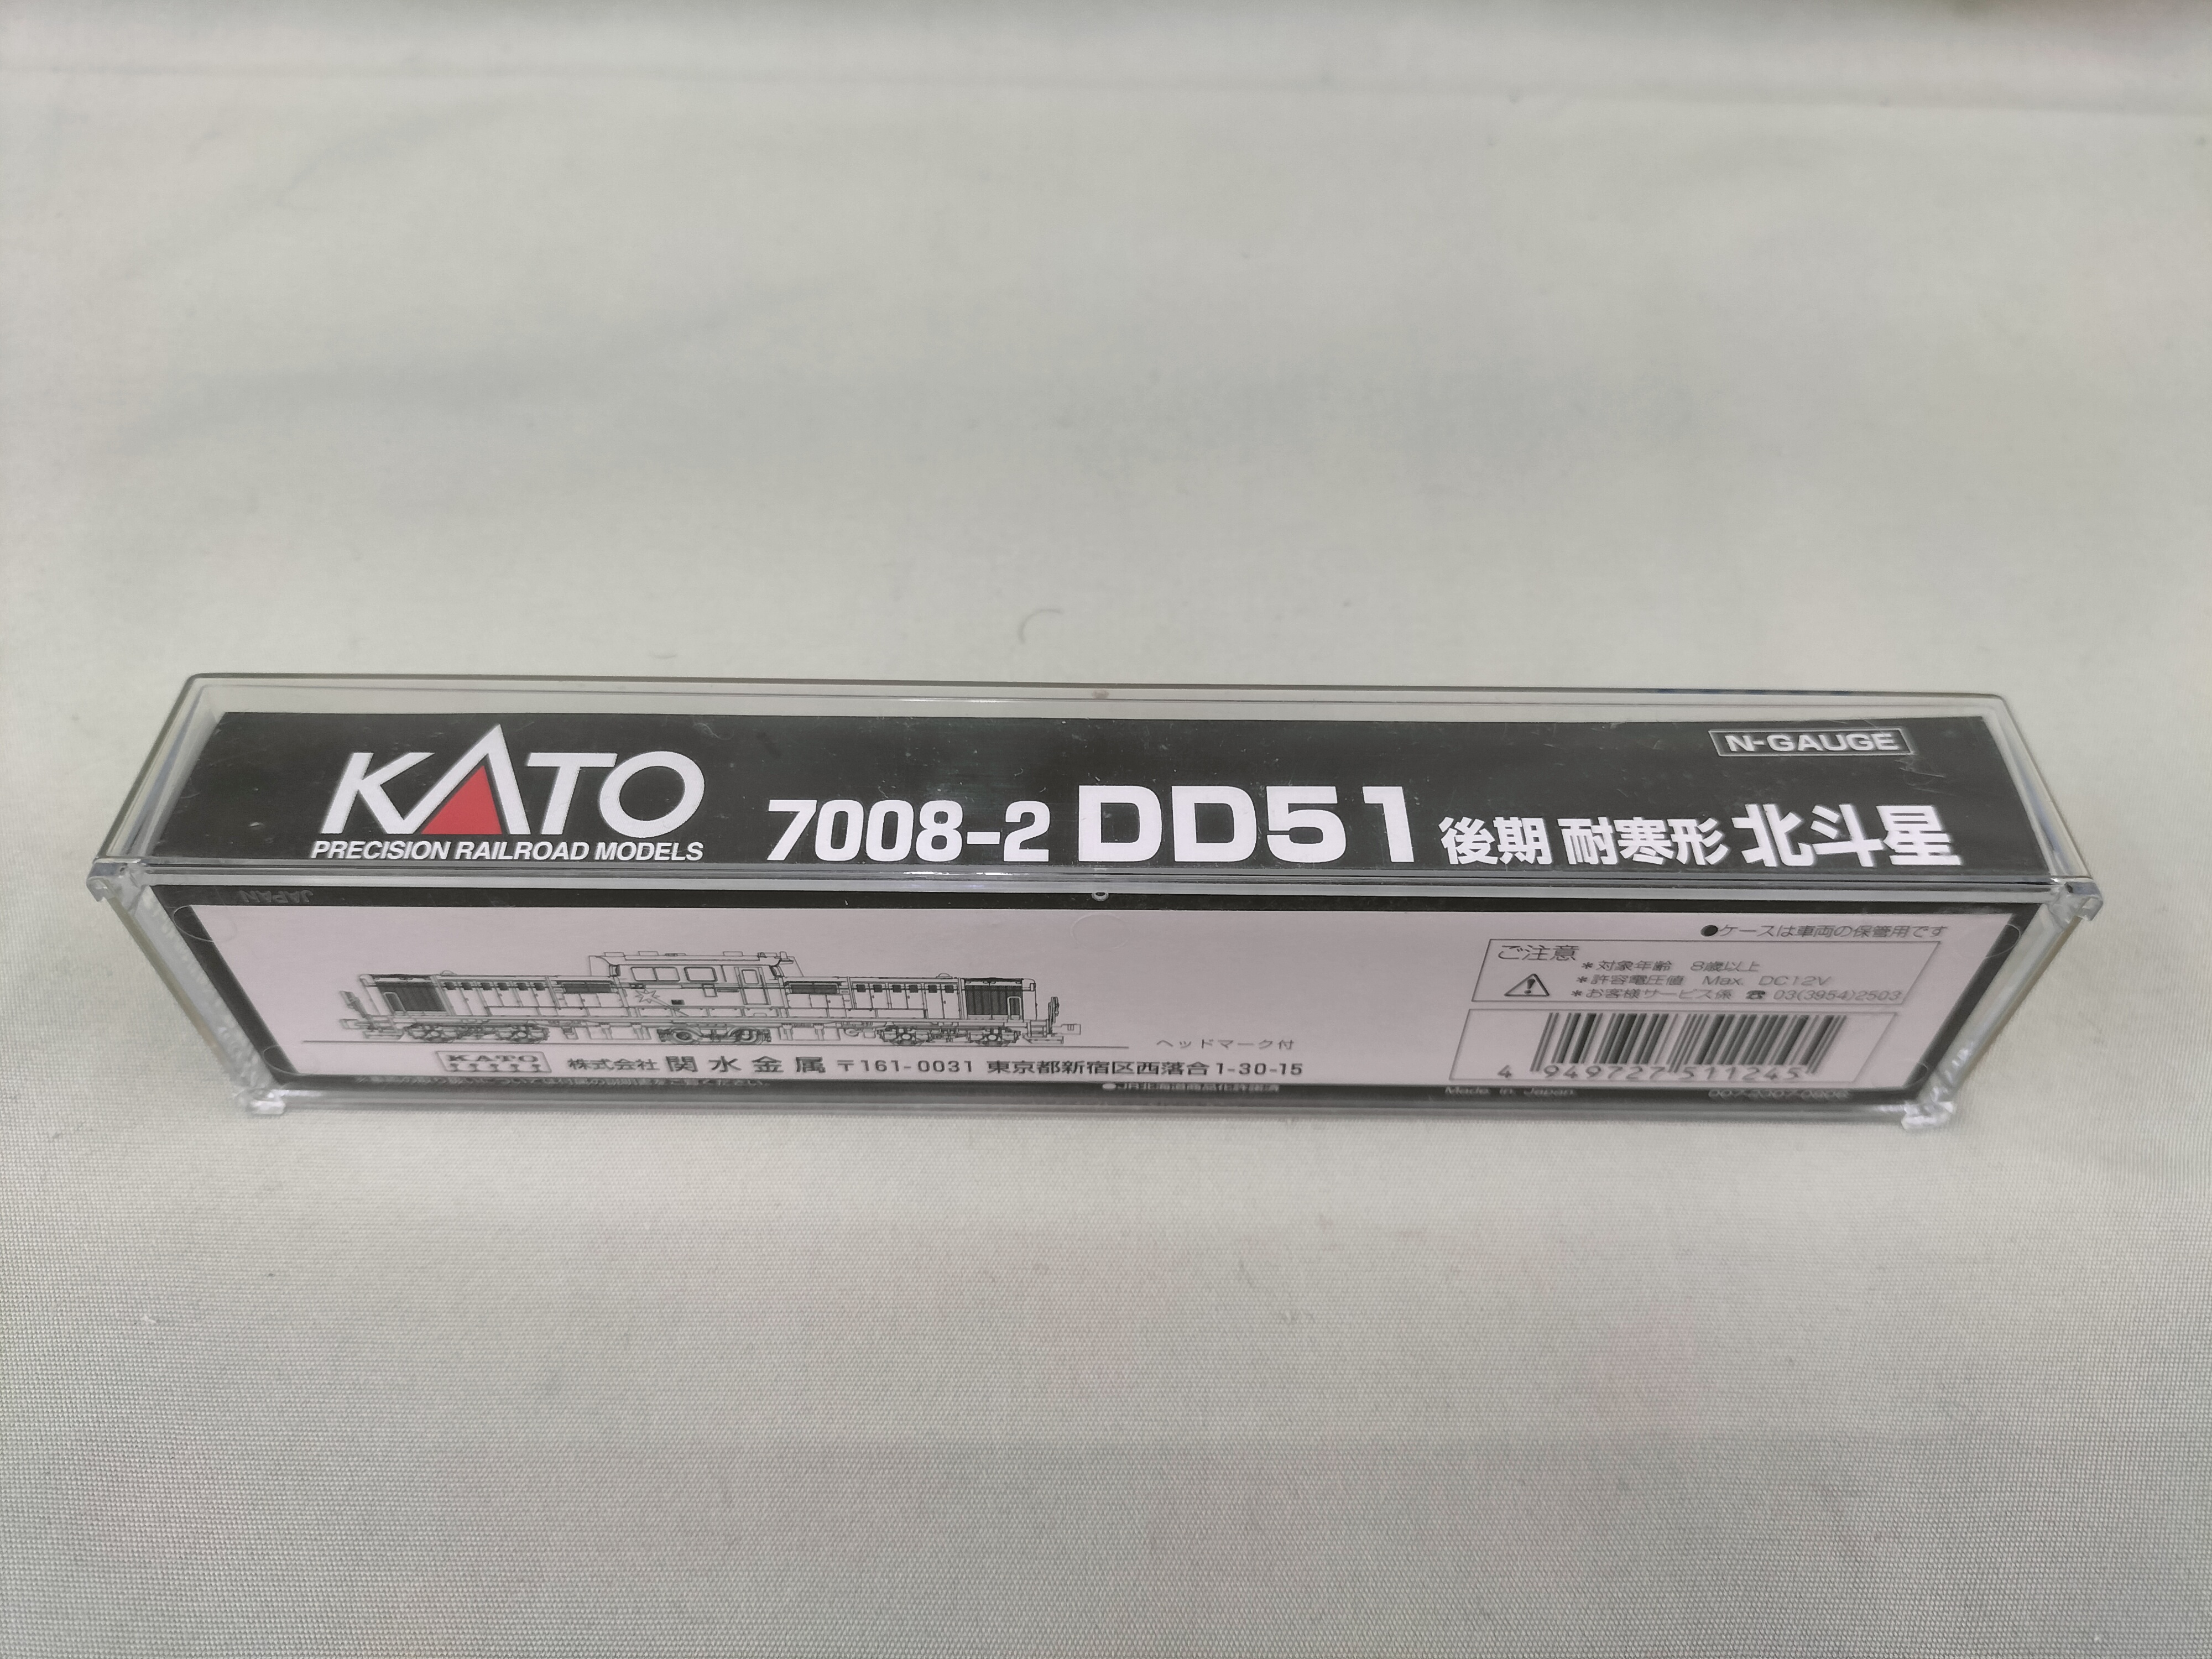 N-GAUGE
KATO
PRECISION RAILROAD MODELS
7008-2 DD51 後期 耐寒形 北斗星
JAPAN
●ケースは車両の保管用です
ご注意
*対象年齢 8歳以上
*許容電圧値 Max. DC12V
*お客様サービス係 ☎ 03(3954)2503
ヘッドマーク付
KATO 株式会社 関水金属 〒161-0031 東京都新宿区西落合1-30-15
4 949727 511245
●JR北海道商品化許諾済
Made in Japan.